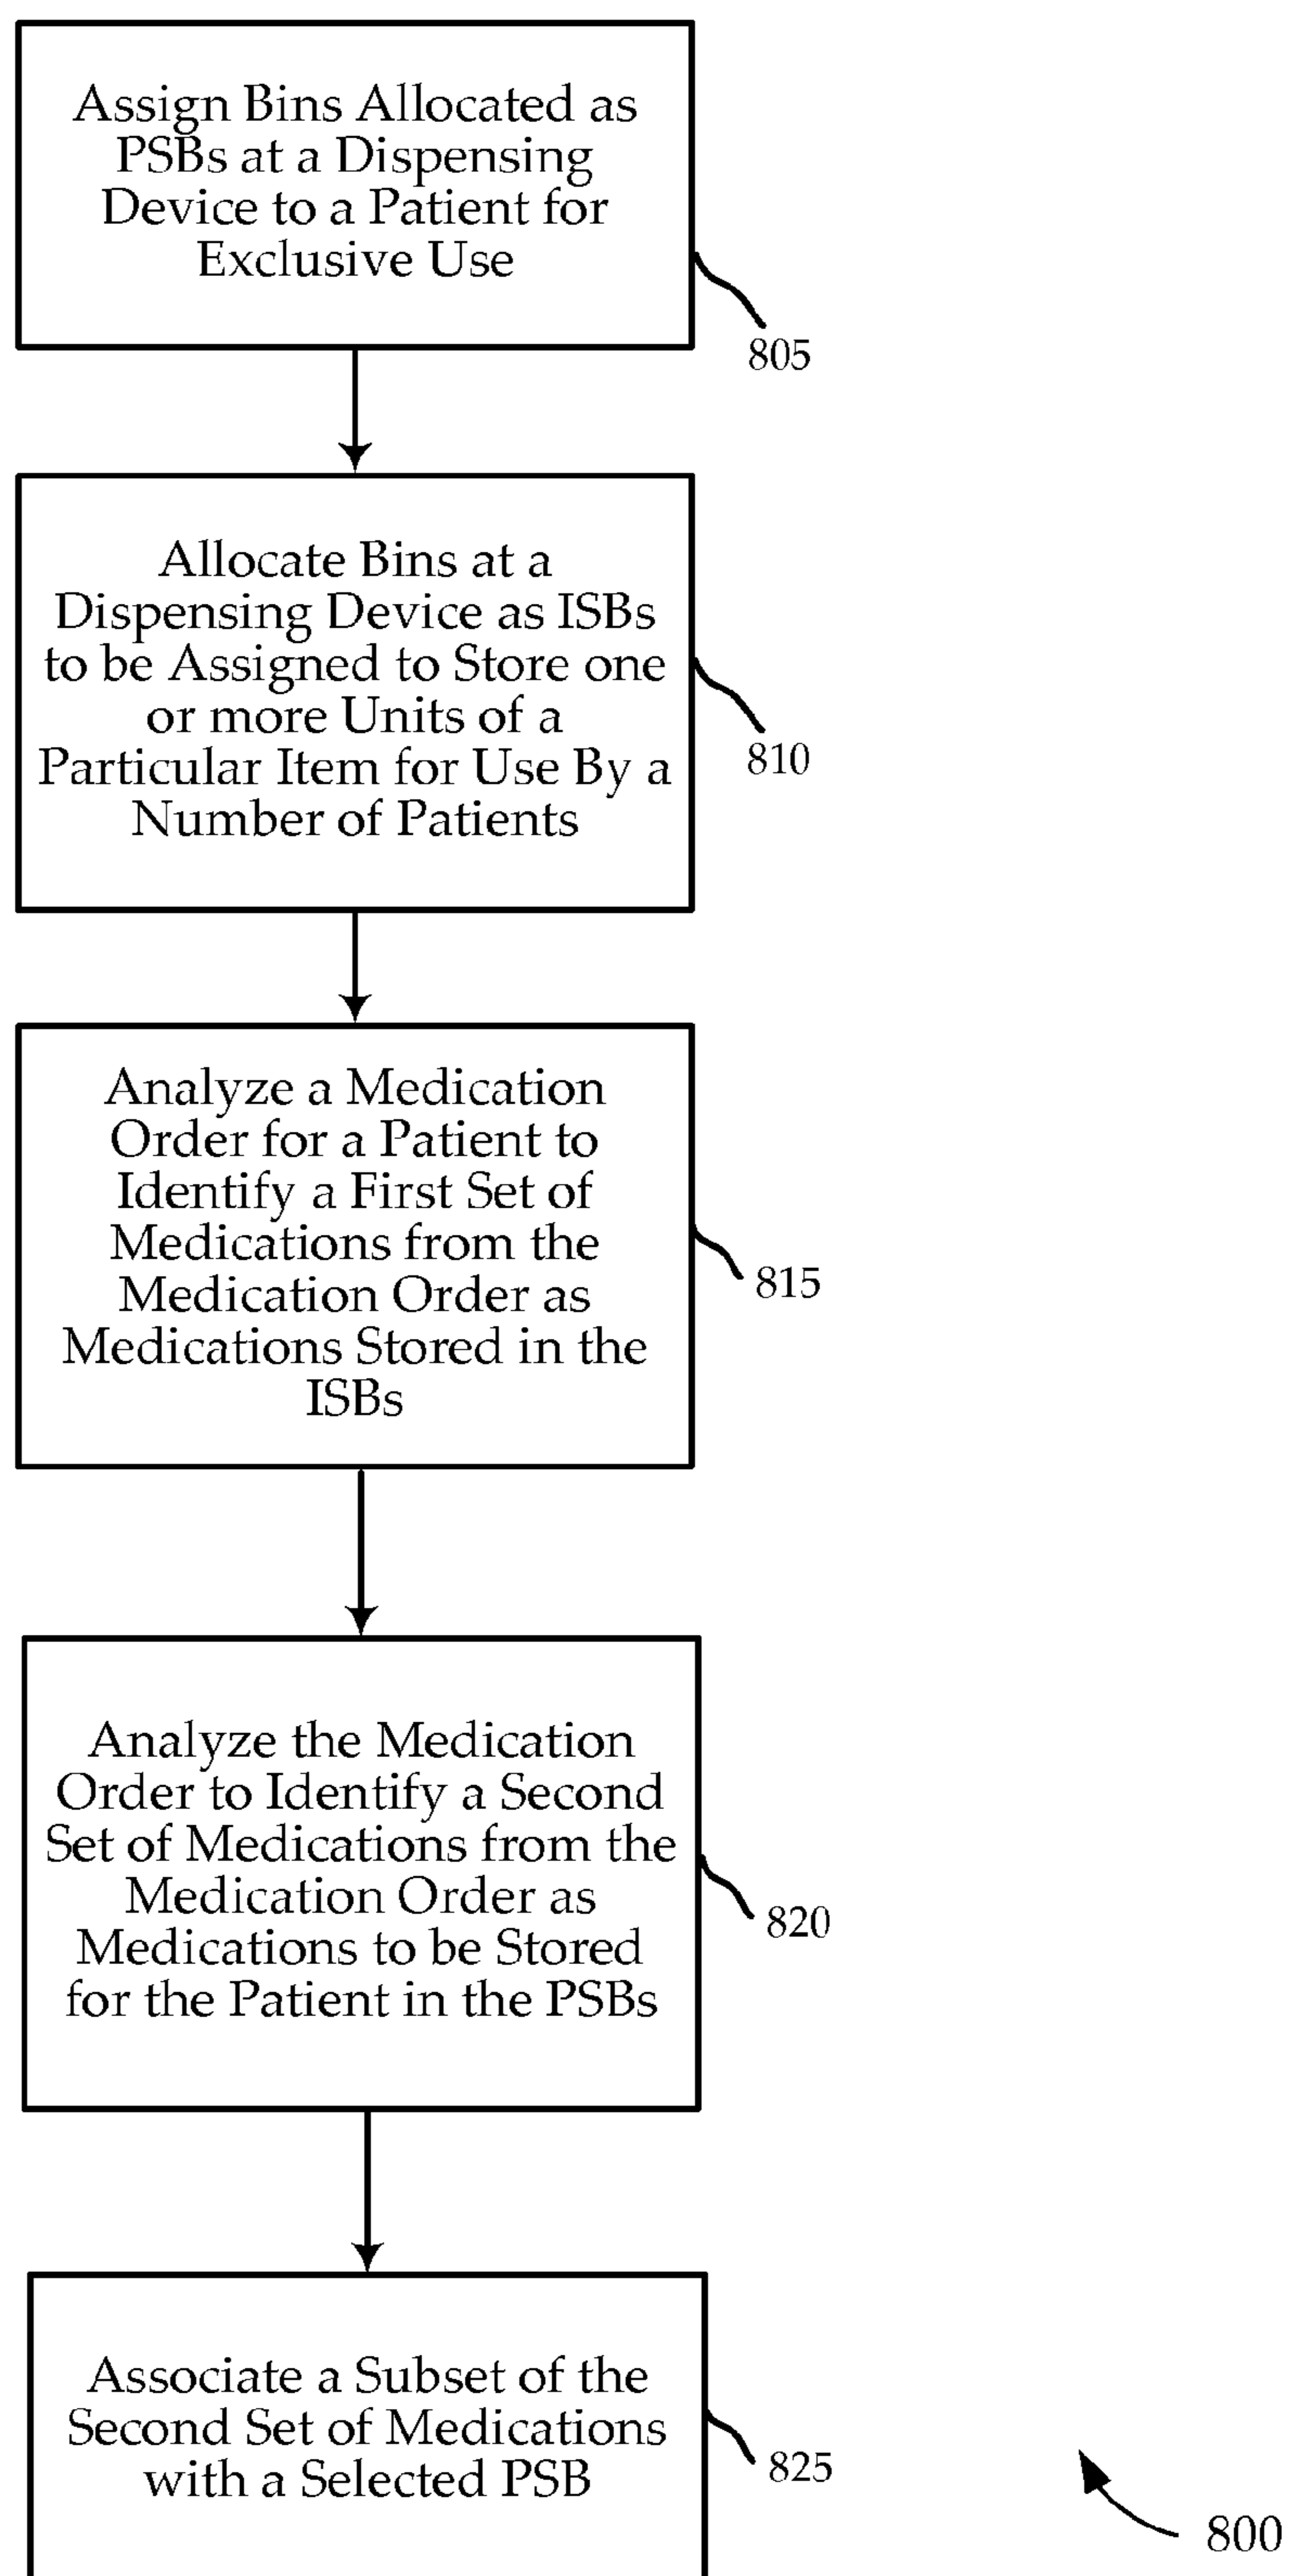 Assign Bins Allocated as
PSBs at a Dispensing
Device to a Patient for
Exclusive Use
805
Allocate Bins at a
Dispensing Device as ISBs
to be Assigned to Store one
or more Units of a
Particular Item for Use By a
Number of Patients
810
Analyze a Medication
Order for a Patient to
Identify a First Set of
Medications from the
Medication Order as
Medications Stored in the
ISBs
815
Analyze the Medication
Order to Identify a Second
Set of Medications from the
Medication Order as
Medications to be Stored
for the Patient in the PSBs
820
Associate a Subset of the
Second Set of Medications
with a Selected PSB
825
800